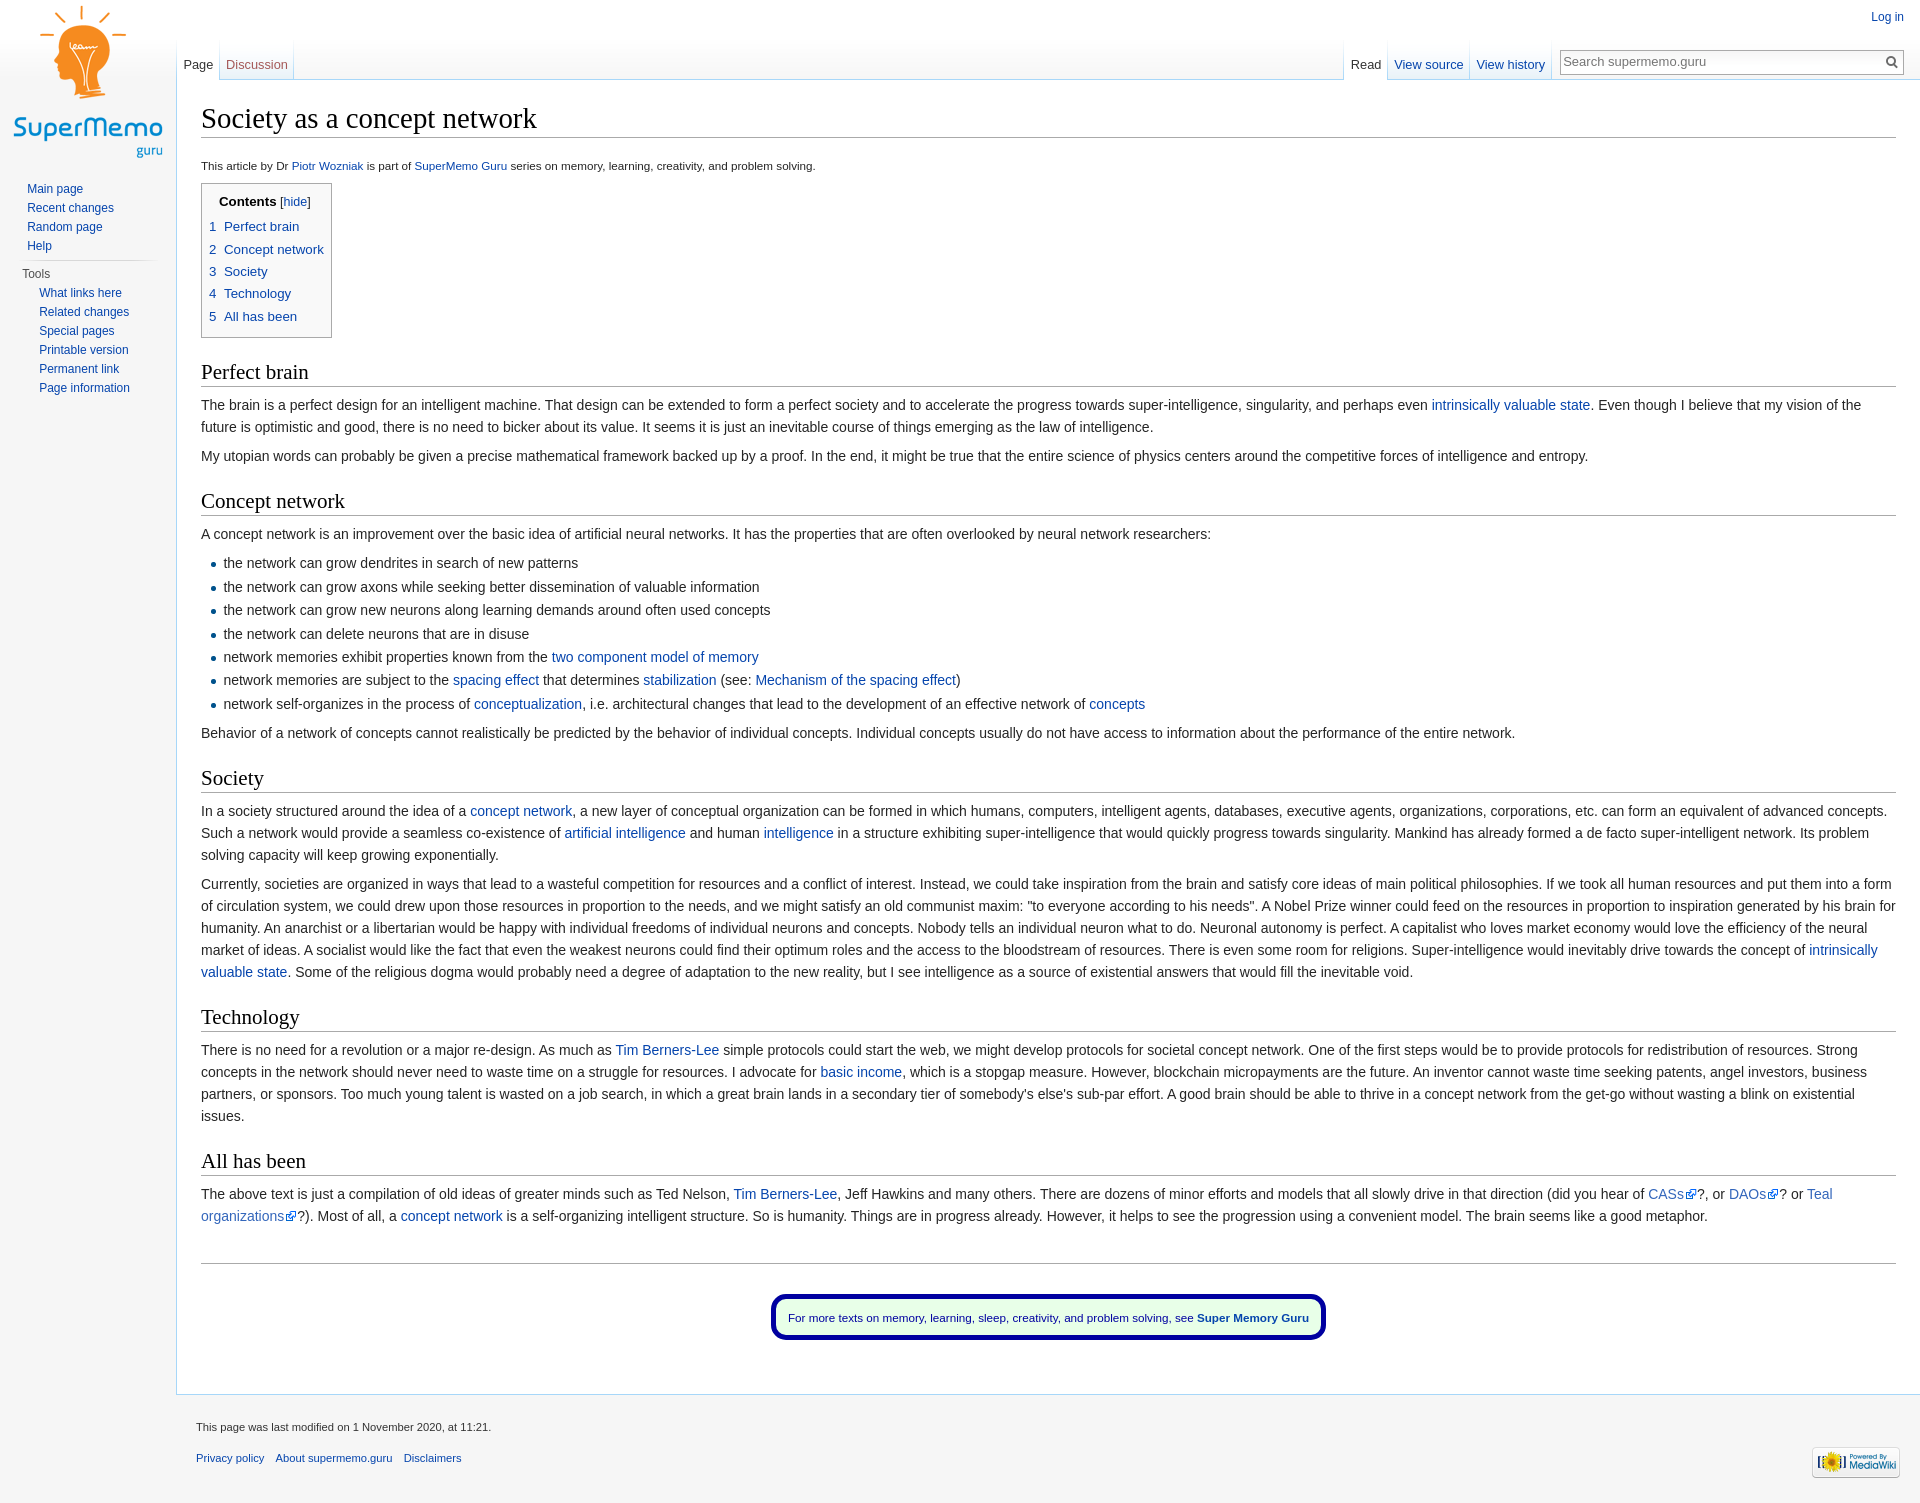 learn
SuperMemo
guru
Log in
Page
Discussion
Read
View source
View history
Search supermemo.guru
Main page
Recent changes
Random page
Help
Tools
What links here
Related changes
Special pages
Printable version
Permanent link
Page information
Society as a concept network
This article by Dr Piotr Wozniak is part of SuperMemo Guru series on memory, learning, creativity, and problem solving.
Contents [hide]
1 Perfect brain
2 Concept network
3 Society
4 Technology
5 All has been
Perfect brain
The brain is a perfect design for an intelligent machine. That design can be extended to form a perfect society and to accelerate the progress towards super-intelligence, singularity, and perhaps even intrinsically valuable state. Even though I believe that my vision of the
future is optimistic and good, there is no need to bicker about its value. It seems it is just an inevitable course of things emerging as the law of intelligence.
My utopian words can probably be given a precise mathematical framework backed up by a proof. In the end, it might be true that the entire science of physics centers around the competitive forces of intelligence and entropy.
Concept network
A concept network is an improvement over the basic idea of artificial neural networks. It has the properties that are often overlooked by neural network researchers:
the network can grow dendrites in search of new patterns
the network can grow axons while seeking better dissemination of valuable information
the network can grow new neurons along learning demands around often used concepts
the network can delete neurons that are in disuse
network memories exhibit properties known from the two component model of memory
network memories are subject to the spacing effect that determines stabilization (see: Mechanism of the spacing effect)
network self-organizes in the process of conceptualization, i.e. architectural changes that lead to the development of an effective network of concepts
Behavior of a network of concepts cannot realistically be predicted by the behavior of individual concepts. Individual concepts usually do not have access to information about the performance of the entire network.
Society
In a society structured around the idea of a concept network, a new layer of conceptual organization can be formed in which humans, computers, intelligent agents, databases, executive agents, organizations, corporations, etc. can form an equivalent of advanced concepts.
Such a network would provide a seamless co-existence of artificial intelligence and human intelligence in a structure exhibiting super-intelligence that would quickly progress towards singularity. Mankind has already formed a de facto super-intelligent network. Its problem
solving capacity will keep growing exponentially.
Currently, societies are organized in ways that lead to a wasteful competition for resources and a conflict of interest. Instead, we could take inspiration from the brain and satisfy core ideas of main political philosophies. If we took all human resources and put them into a form
of circulation system, we could drew upon those resources in proportion to the needs, and we might satisfy an old communist maxim: "to everyone according to his needs". A Nobel Prize winner could feed on the resources in proportion to inspiration generated by his brain for
humanity. An anarchist or a libertarian would be happy with individual freedoms of individual neurons and concepts. Nobody tells an individual neuron what to do. Neuronal autonomy is perfect. A capitalist who loves market economy would love the efficiency of the neural
market of ideas. A socialist would like the fact that even the weakest neurons could find their optimum roles and the access to the bloodstream of resources. There is even some room for religions. Super-intelligence would inevitably drive towards the concept of intrinsically
valuable state. Some of the religious dogma would probably need a degree of adaptation to the new reality, but I see intelligence as a source of existential answers that would fill the inevitable void.
Technology
There is no need for a revolution or a major re-design. As much as Tim Berners-Lee simple protocols could start the web, we might develop protocols for societal concept network. One of the first steps would be to provide protocols for redistribution of resources. Strong
concepts in the network should never need to waste time on a struggle for resources. I advocate for basic income, which is a stopgap measure. However, blockchain micropayments are the future. An inventor cannot waste time seeking patents, angel investors, business
partners, or sponsors. Too much young talent is wasted on a job search, in which a great brain lands in a secondary tier of somebody's else's sub-par effort. A good brain should be able to thrive in a concept network from the get-go without wasting a blink on existential
issues.
All has been
The above text is just a compilation of old ideas of greater minds such as Ted Nelson, Tim Berners-Lee, Jeff Hawkins and many others. There are dozens of minor efforts and models that all slowly drive in that direction (did you hear of CASs?, or DAOs? or Teal
organizations?). Most of all, a concept network is a self-organizing intelligent structure. So is humanity. Things are in progress already. However, it helps to see the progression using a convenient model. The brain seems like a good metaphor.
For more texts on memory, learning, sleep, creativity, and problem solving, see Super Memory Guru
This page was last modified on 1 November 2020, at 11:21.
Privacy policy About supermemo.guru Disclaimers
Powered By
MediaWiki